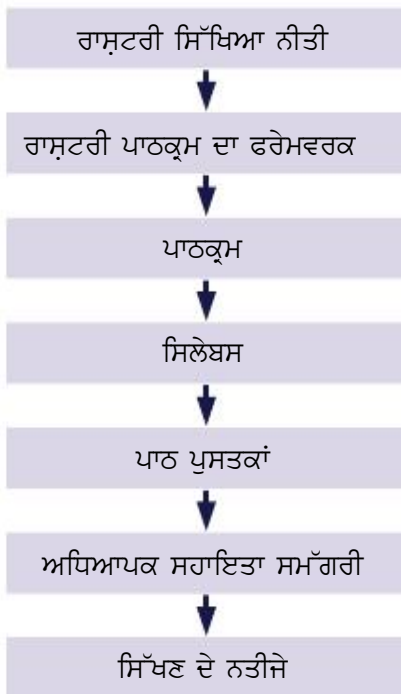 ਰਾਸ਼ਟਰੀ ਸਿੱਖਿਆ ਨੀਤੀ
ਰਾਸ਼ਟਰੀ ਪਾਠਕ੍ਰਮ ਦਾ ਫਰੇਮਵਰਕ
ਪਾਠਕ੍ਰਮ
ਸਿਲੇਬਸ
ਪਾਠ ਪੁਸਤਕਾਂ
ਅਧਿਆਪਕ ਸਹਾਇਤਾ ਸਮੱਗਰੀ
ਸਿੱਖਣ ਦੇ ਨਤੀਜੇ